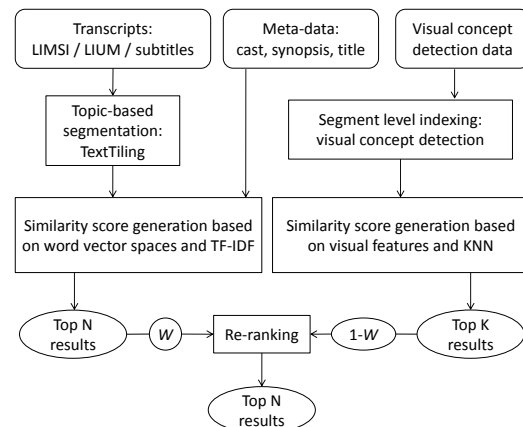 Transcripts:
LIMSI / LIUM / subtitles
Meta-data:
cast, synopsis, title
Visual concept
detection data
Topic-based
segmentation:
TextTiling
Segment level indexing:
visual concept detection
Similarity score generation based
on word vector spaces and TF-IDF
Similarity score generation based
on visual features and KNN
Top N
results
W
Re-ranking
1-W
Top K
results
Top N
results